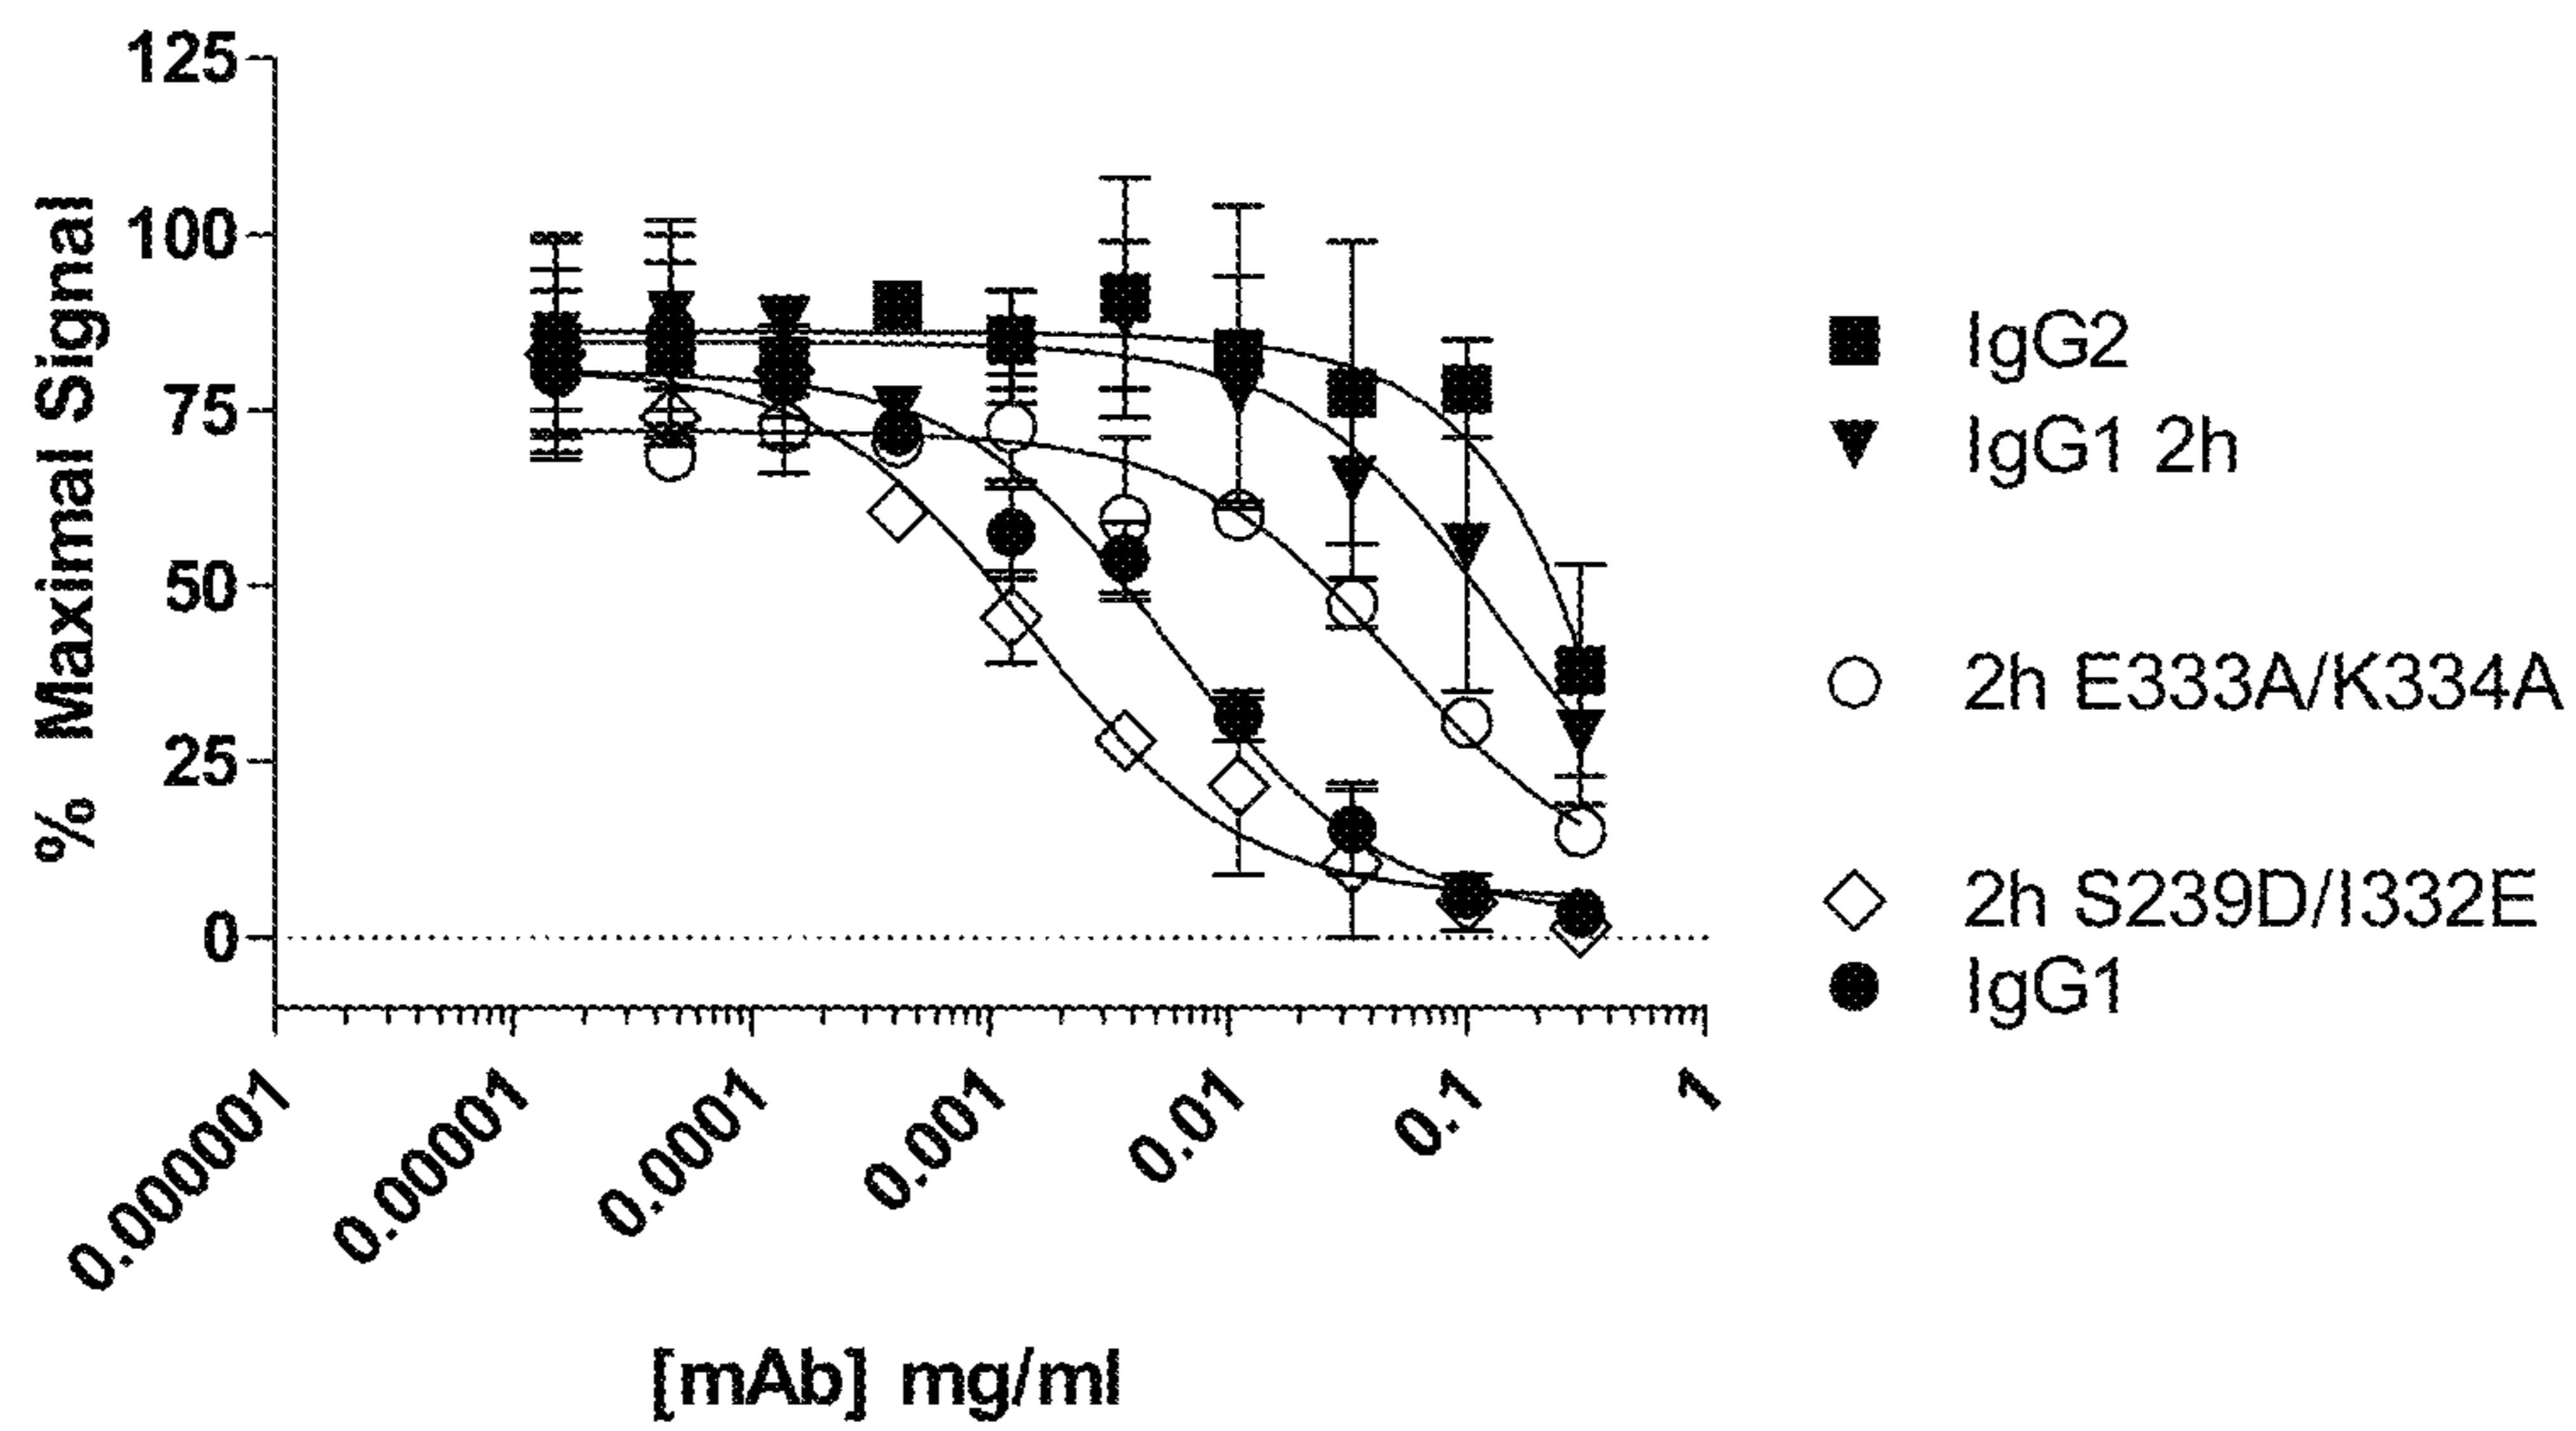 % Maximal Signal
125
100
75
50
25
0
0.000001
0.00001
0.0001
0.001
0.01
0.1
1
[mAb] mg/ml
IgG2
IgG1 2h
2h E333A/K334A
2h S239D/I332E
IgG1